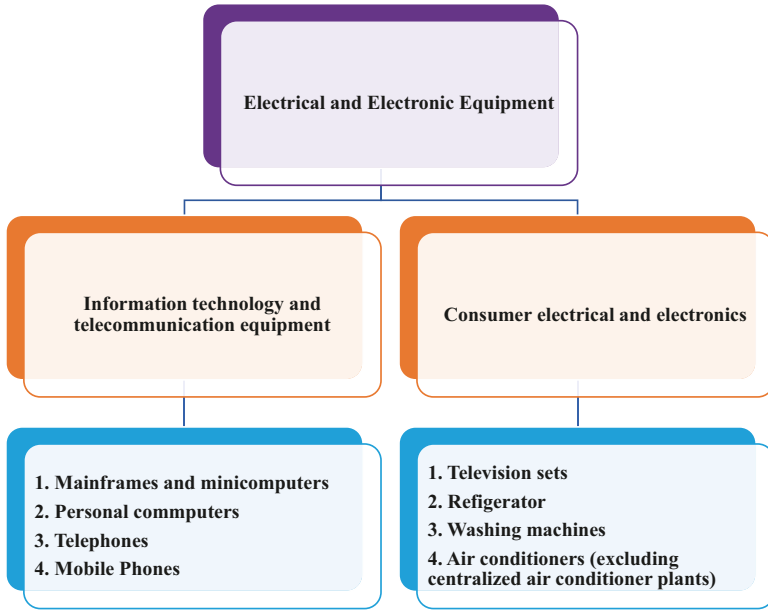 Electrical and Electronic Equipment
Information technology and
telecommunication equipment
Consumer electrical and electronics
1. Mainframes and minicomputers
2. Personal commputers
3. Telephones
4. Mobile Phones
1. Television sets
2. Refigerator
3. Washing machines
4. Air conditioners (excluding
centralized air conditioner plants)